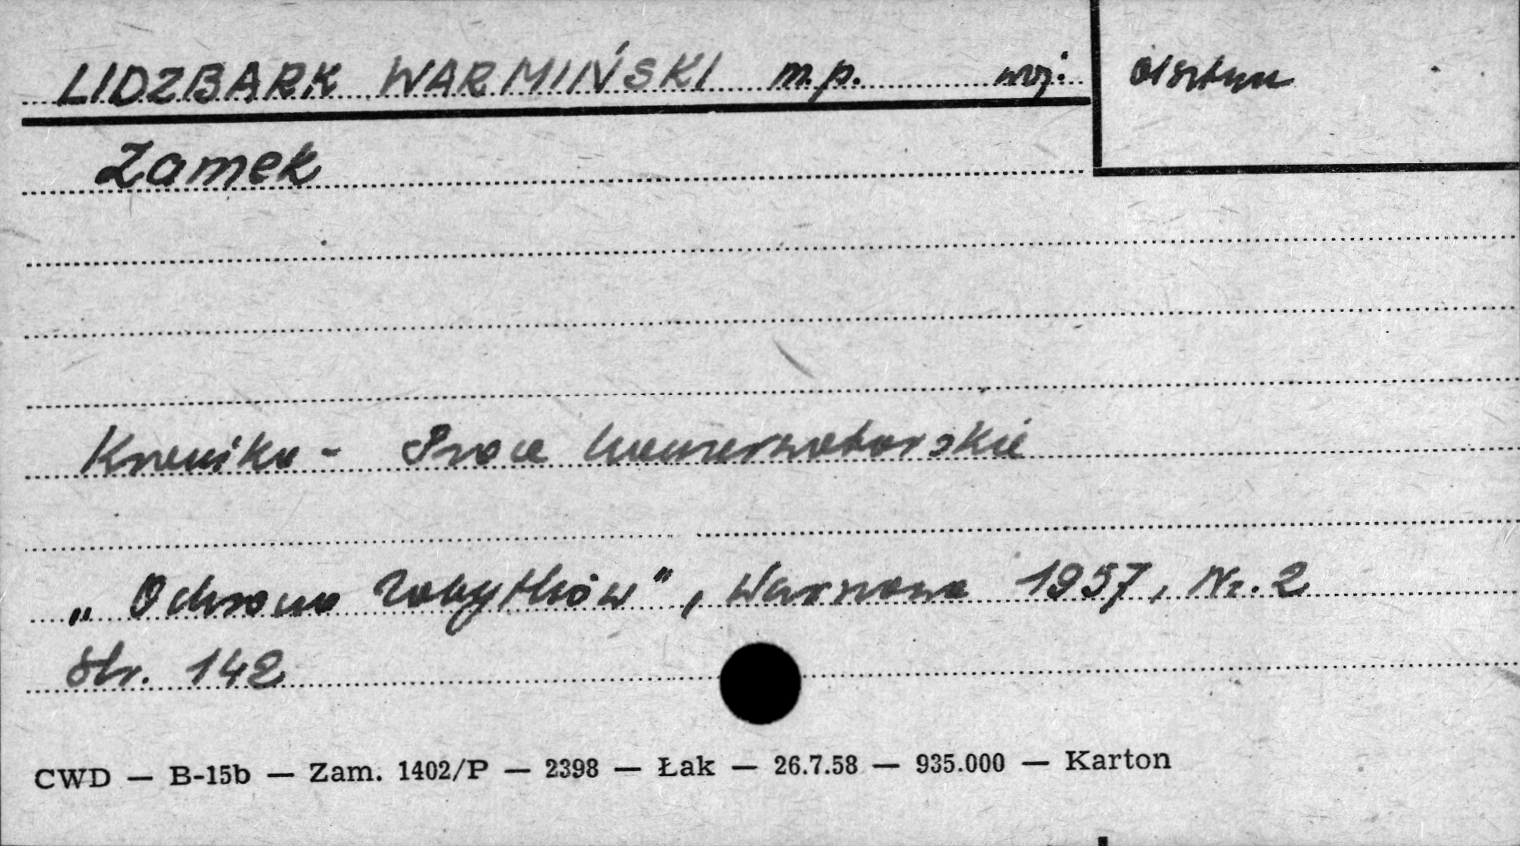 LIDZBARK WARMIŃSKI m.p. woj. Olsztyn
Zamek
Kronika - Prace konserwatorskie
„Ochrona Zabytków”, Warszawa 1957, Nr. 2
str. 142
CWD — B-15b — Zam. 1402/P — 2398 — Łak — 26.7.58 — 935.000 — Karton